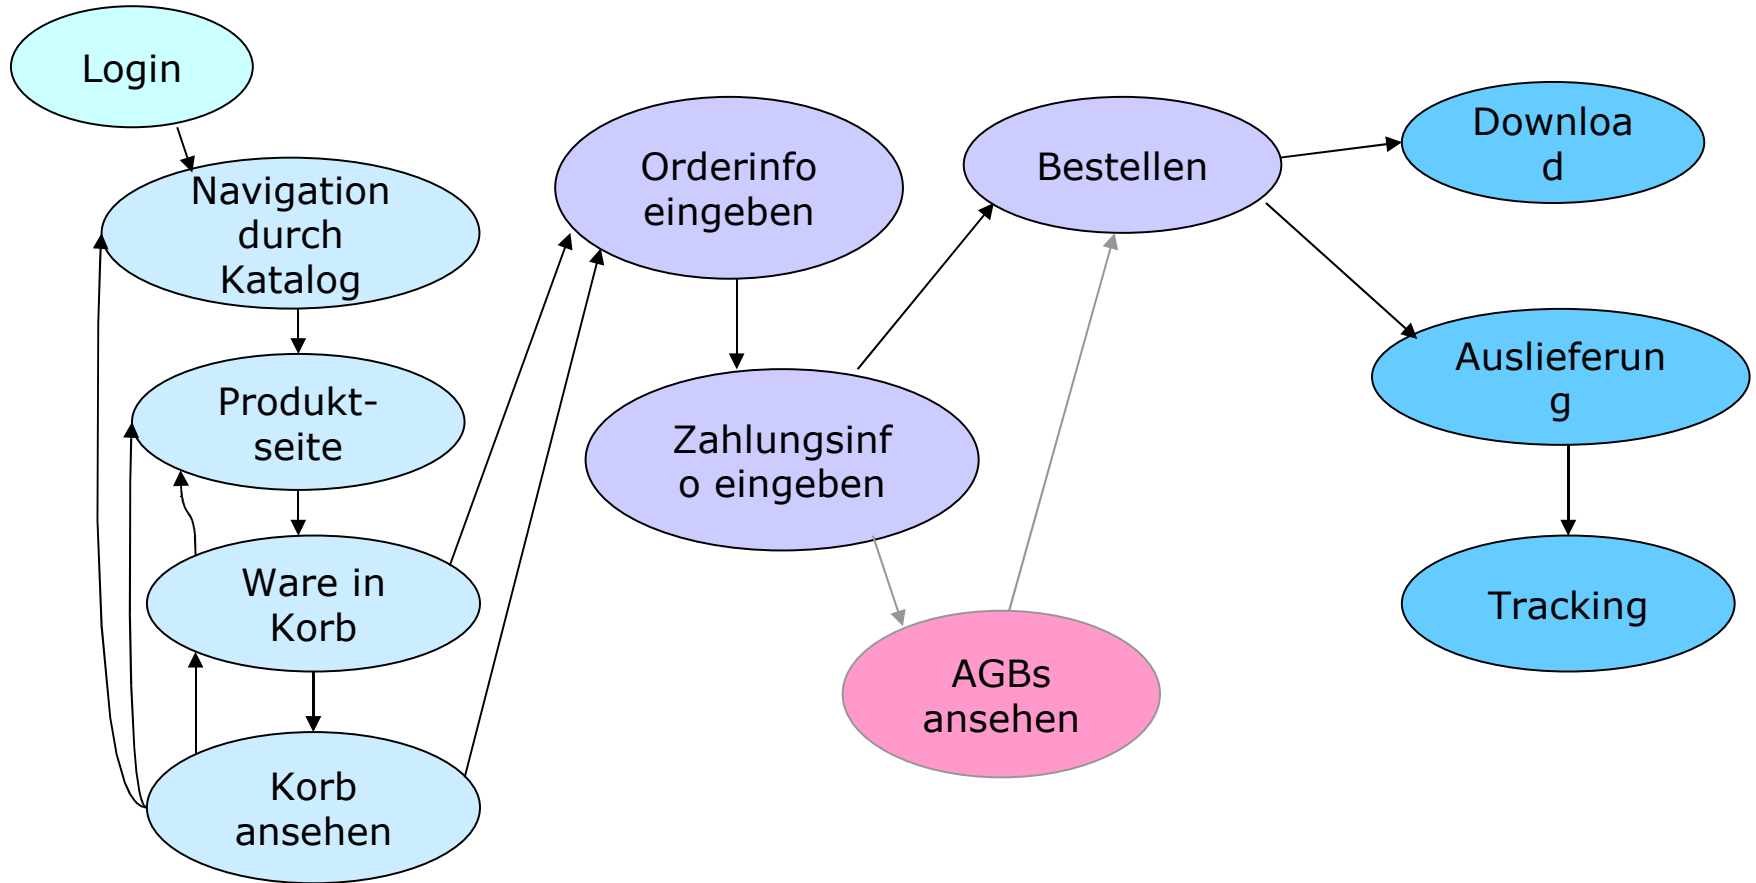 Login
Navigation
durch
Katalog
Produkt-
seite
Ware in
Korb
Korb
ansehen
Orderinfo
eingeben
Zahlungsinf
o eingeben
AGBs
ansehen
Bestellen
Downloa
d
Auslieferun
g
Tracking